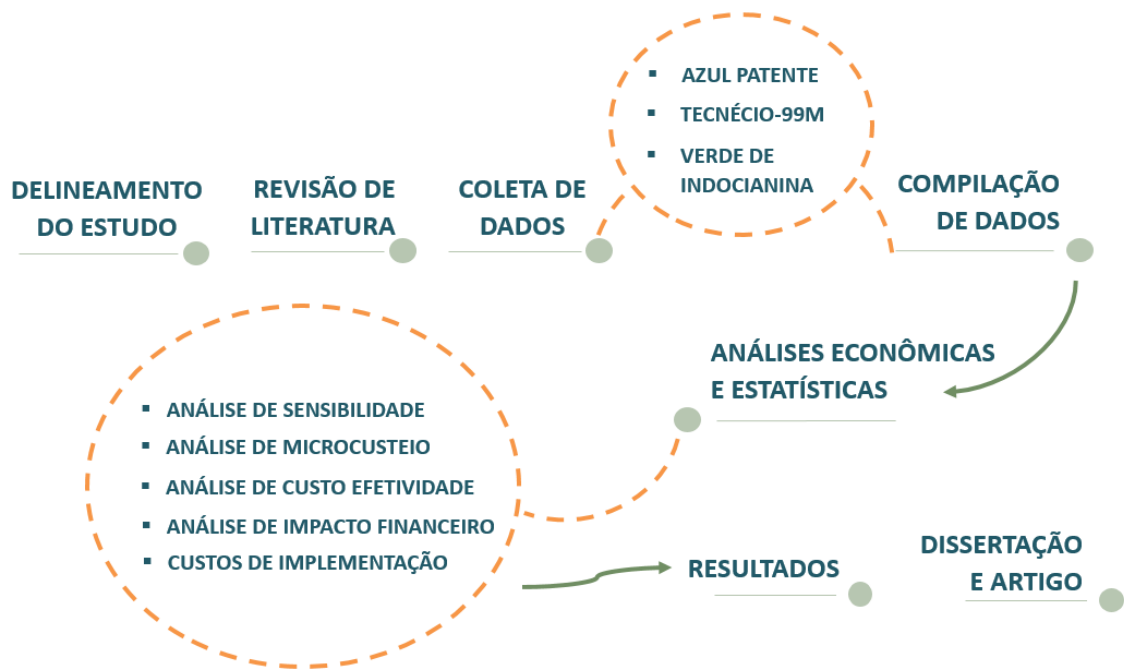 DELINEAMENTO
DO ESTUDO
REVISÃO DE
LITERATURA
COLETA DE
DADOS
▪ AZUL PATENTE
▪ TECNÉCIO-99M
▪ VERDE DE
INDOCIANINA
COMPILAÇÃO
DE DADOS
ANÁLISES ECONÔMICAS
E ESTATÍSTICAS
▪ ANÁLISE DE SENSIBILIDADE
▪ ANÁLISE DE MICROCUSTEIO
▪ ANÁLISE DE CUSTO EFETIVIDADE
▪ ANÁLISE DE IMPACTO FINANCEIRO
▪ CUSTOS DE IMPLEMENTAÇÃO
RESULTADOS
DISSERTAÇÃO
E ARTIGO